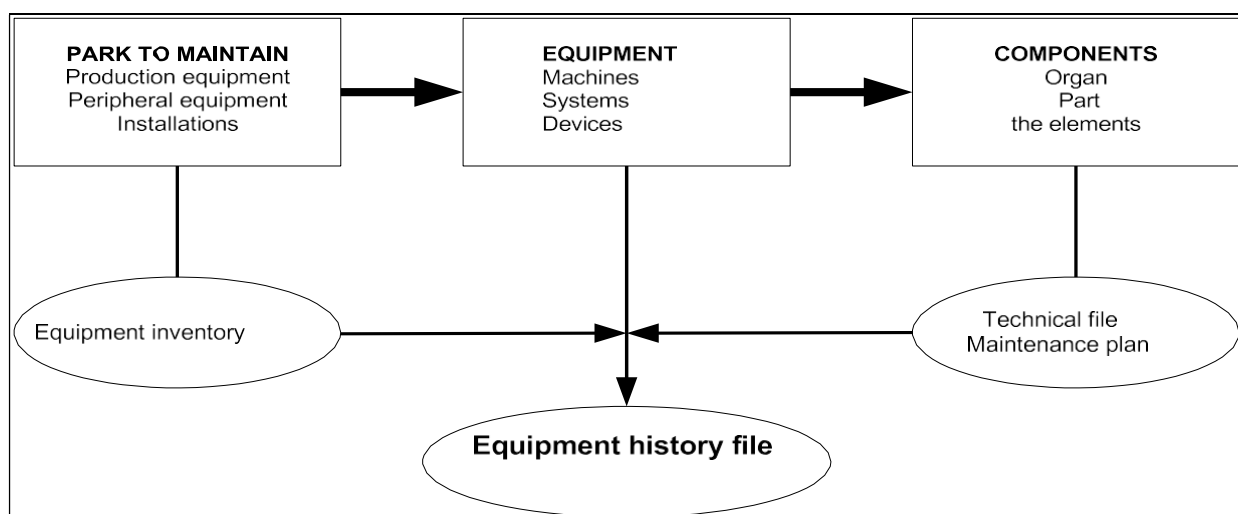 PARK TO MAINTAIN
Production equipment
Peripheral equipment
Installations
EQUIPMENT
Machines
Systems
Devices
COMPONENTS
Organ
Part
the elements
Equipment inventory
Technical file
Maintenance plan
Equipment history file